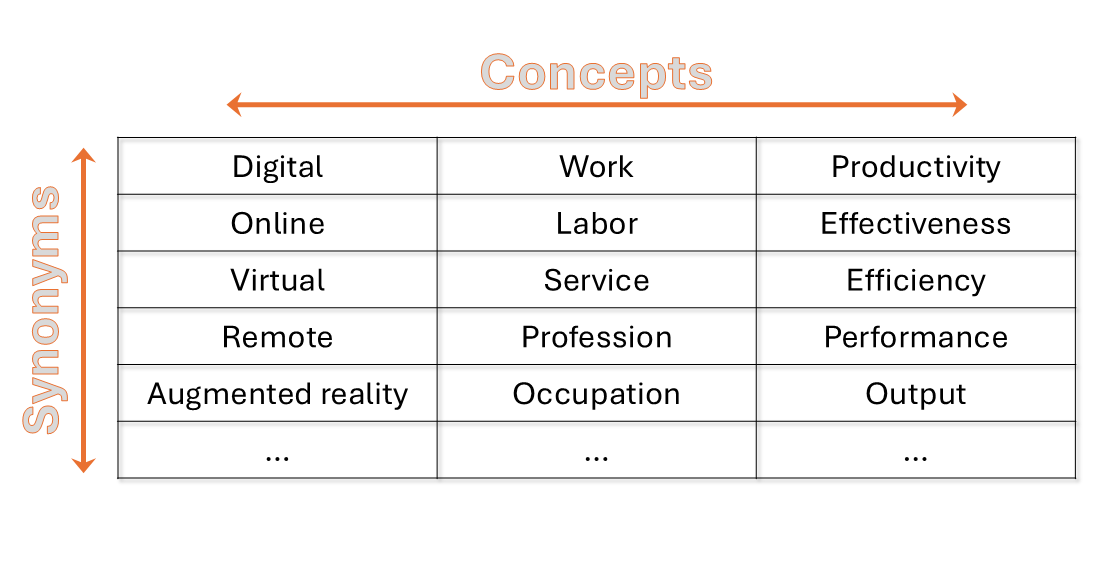 Concepts
Synonyms
Digital Work Productivity
Online Labor Effectiveness
Virtual Service Efficiency
Remote Profession Performance
Augmented reality Occupation Output
... ... ...